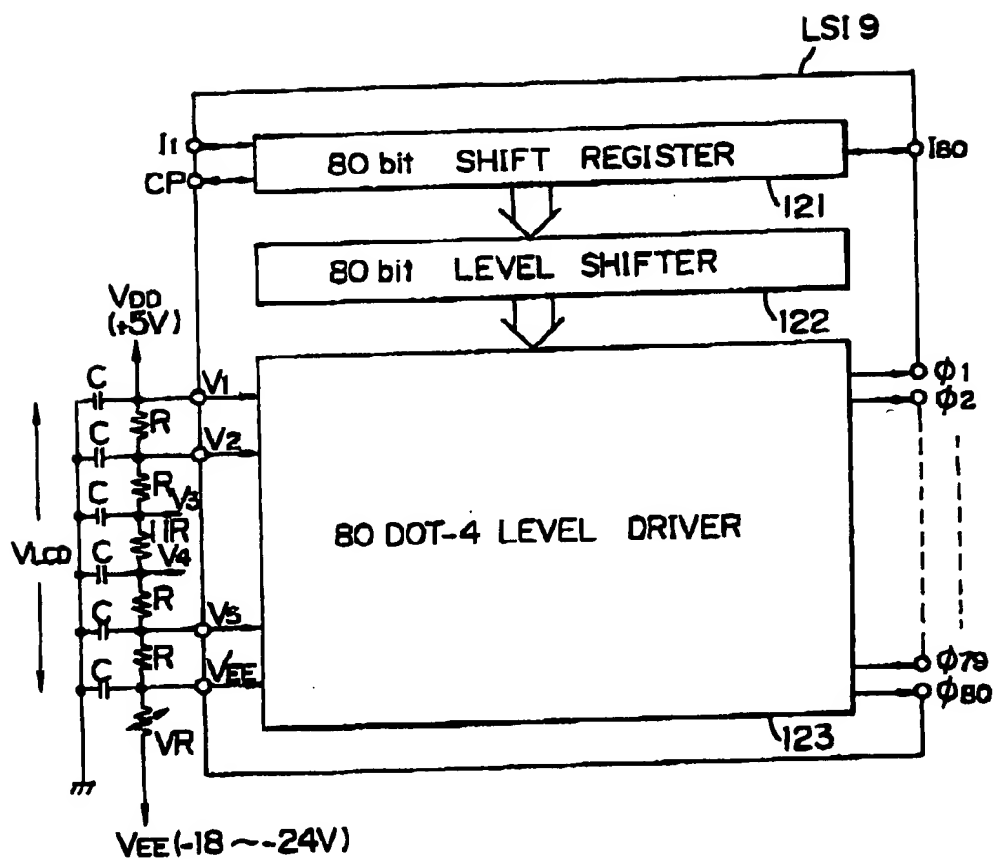 LSI 9
I1
80 bit SHIFT REGISTER
I80
CP
121
80 bit LEVEL SHIFTER
122
VDD
(+5V)
C
V1
φ1
R
φ2
C
V2
R
C
V3
11R
80 DOT-4 LEVEL DRIVER
VLCD
C
V4
R
C
V5
R
φ79
C
VEE
φ80
VR
123
VEE (-18 ~ -24V)